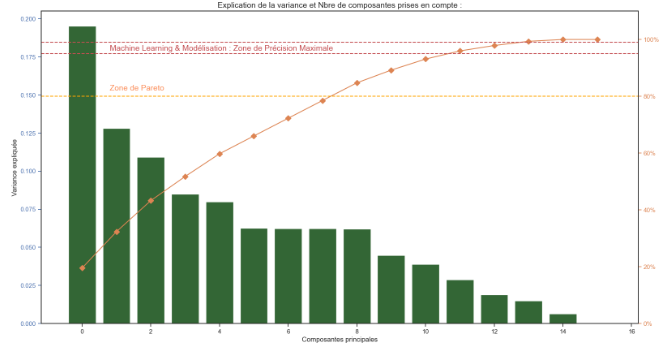 Explication de la variance et Nbre de composantes prises en compte :
0.200
0.175
0.150
0.125
0.100
0.075
0.050
0.025
0.000
Variance expliquée
Machine Learning & Modélisation : Zone de Précision Maximale
Zone de Pareto
100%
80%
60%
40%
20%
0%
0 2 4 6 8 10 12 14 16
Composantes principales